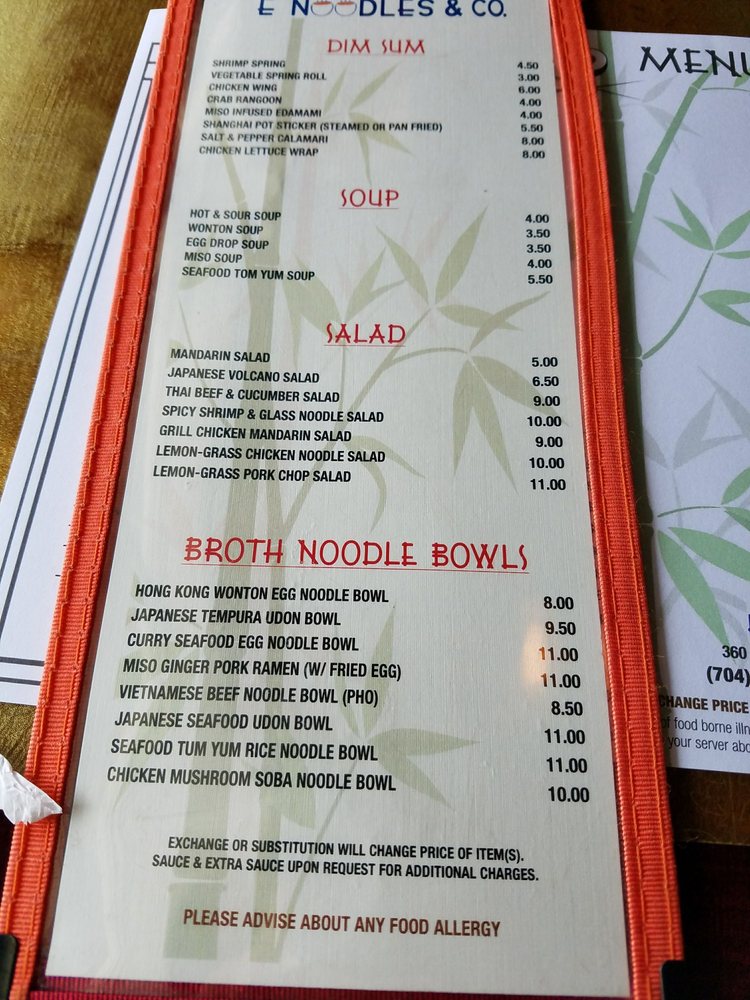 E NOODLES & CO.
DIM SUM
SHRIMP SPRING 4.50
VEGETABLE SPRING ROLL 3.00
CHICKEN WING 6.00
CRAB RANGOON 4.00
MISO INFUSED EDAMAMI 4.00
SHANGHAI POT STICKER (STEAMED OR PAN FRIED) 5.50
SALT & PEPPER CALAMARI 8.00
CHICKEN LETTUCE WRAP 8.00
SOUP
HOT & SOUR SOUP 4.00
WONTON SOUP 3.50
EGG DROP SOUP 3.50
MISO SOUP 4.00
SEAFOOD TOM YUM SOUP 5.50
SALAD
MANDARIN SALAD 5.00
JAPANESE VOLCANO SALAD 6.50
THAI BEEF & CUCUMBER SALAD 9.00
SPICY SHRIMP & GLASS NOODLE SALAD 10.00
GRILL CHICKEN MANDARIN SALAD 9.00
LEMON-GRASS CHICKEN NOODLE SALAD 10.00
LEMON-GRASS PORK CHOP SALAD 11.00
BROTH NOODLE BOWLS
HONG KONG WONTON EGG NOODLE BOWL 8.00
JAPANESE TEMPURA UDON BOWL 9.50
CURRY SEAFOOD EGG NOODLE BOWL 11.00
MISO GINGER PORK RAMEN (W/ FRIED EGG) 11.00
VIETNAMESE BEEF NOODLE BOWL (PHO) 8.50
JAPANESE SEAFOOD UDON BOWL 11.00
SEAFOOD TUM YUM RICE NOODLE BOWL 11.00
CHICKEN MUSHROOM SOBA NOODLE BOWL 10.00
EXCHANGE OR SUBSTITUTION WILL CHANGE PRICE OF ITEM(S).
SAUCE & EXTRA SAUCE UPON REQUEST FOR ADDITIONAL CHARGES.
PLEASE ADVISE ABOUT ANY FOOD ALLERGY
MENU
360
(704)
CHANGE PRICE
of food borne illn
your server abo